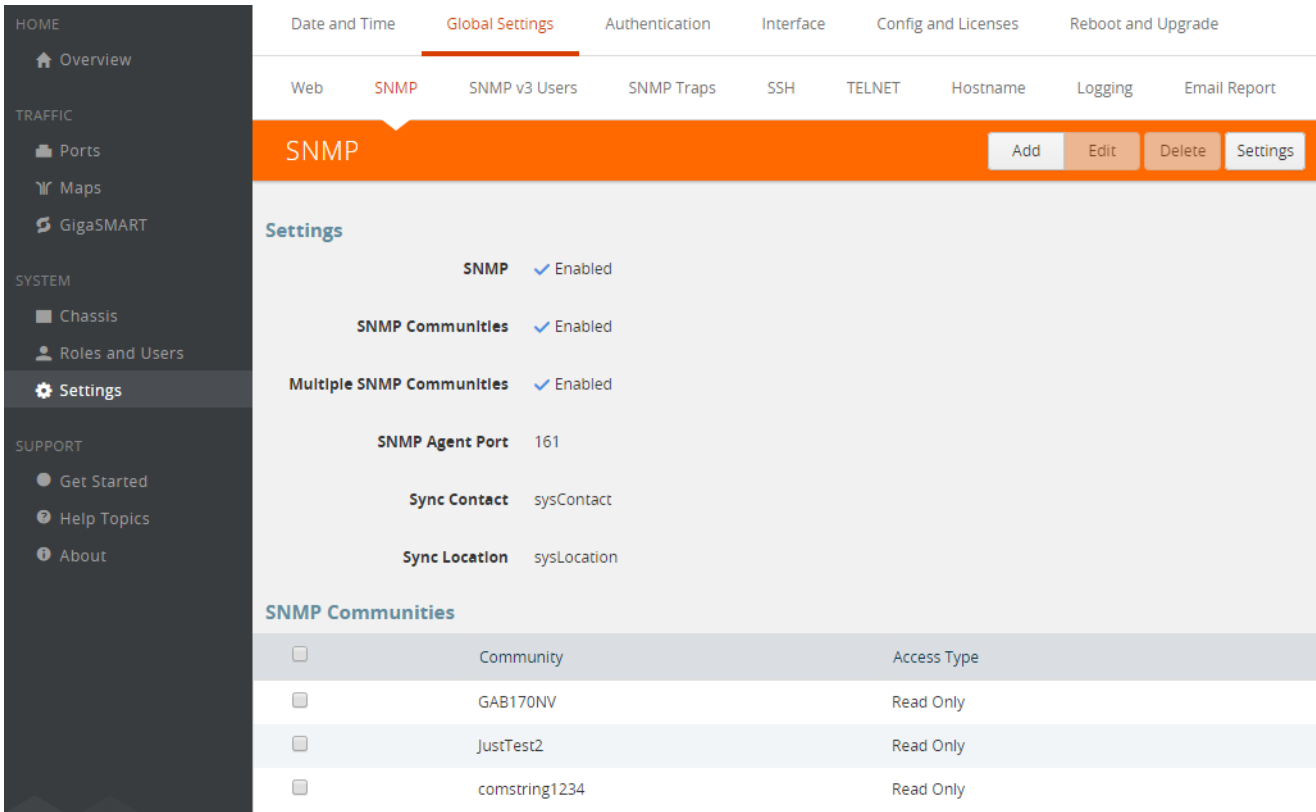 HOME
Overview
TRAFFIC
Ports
Maps
GigaSMART
SYSTEM
Chassis
Roles and Users
Settings
SUPPORT
Get Started
Help Topics
About
Date and Time Global Settings Authentication Interface Config and Licenses Reboot and Upgrade
Web SNMP SNMP v3 Users SNMP Traps SSH TELNET Hostname Logging Email Report
SNMP Add Edit Delete Settings
Settings
SNMP Enabled
SNMP Communities Enabled
Multiple SNMP Communities Enabled
SNMP Agent Port 161
Sync Contact sysContact
Sync Location sysLocation
SNMP Communities
Community Access Type
GAB170NV Read Only
JustTest2 Read Only
comstring1234 Read Only